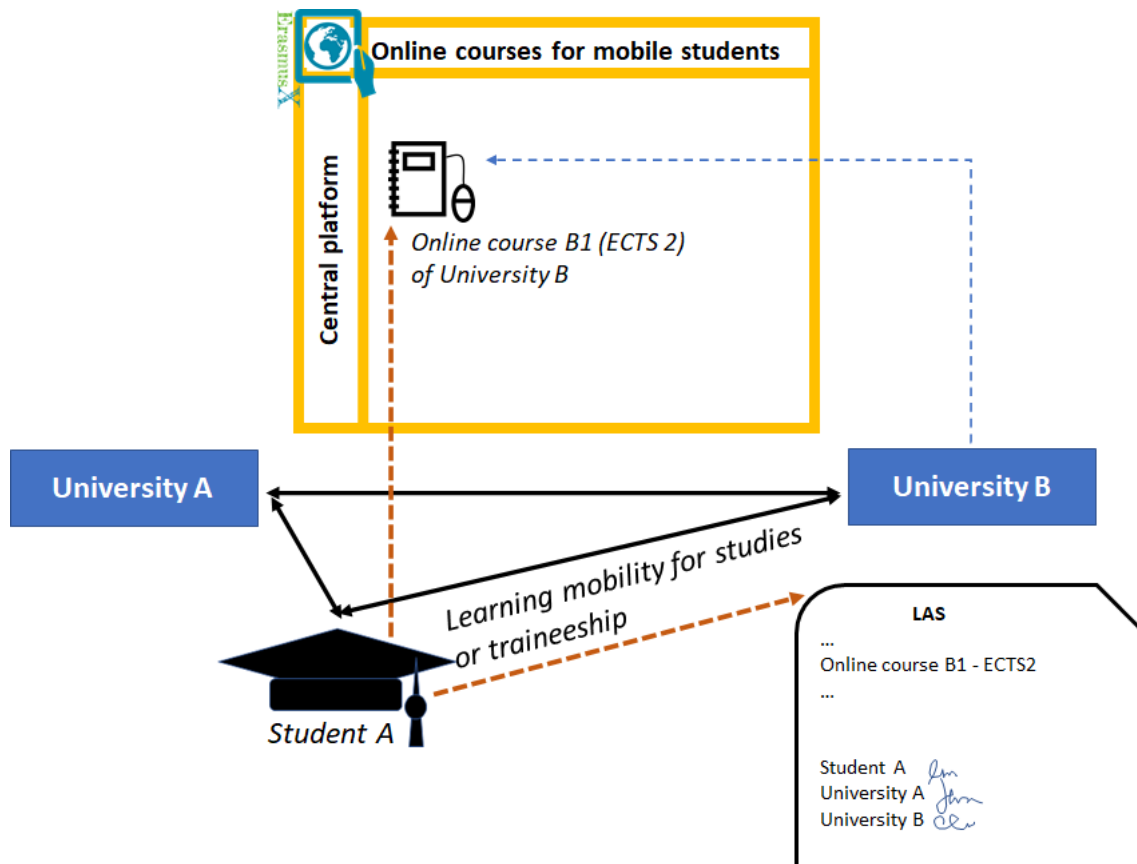 ErasmusX
Online courses for mobile students
Central platform
Online course B1 (ECTS 2)
of University B
University A
University B
Learning mobility for studies
or traineeship
Student A
LAS
...
Online course B1 - ECTS2
...
Student A
University A
University B